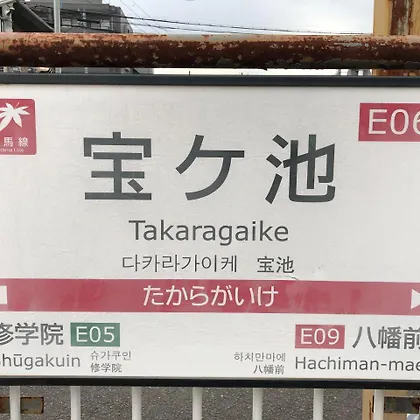 馬線
E06
宝ケ池
Takaragaike
다카라가이케 宝池
たからがいけ
修学院 E05
Shūgakuin 슈가쿠인
修学院
E09 八幡前
하치만마에
八幡前
Hachiman-mae